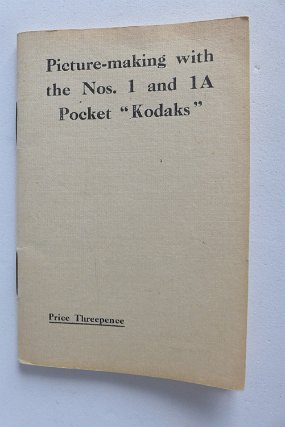 Picture-making with
the Nos. 1 and 1A
Pocket “Kodaks”
Price Threepence